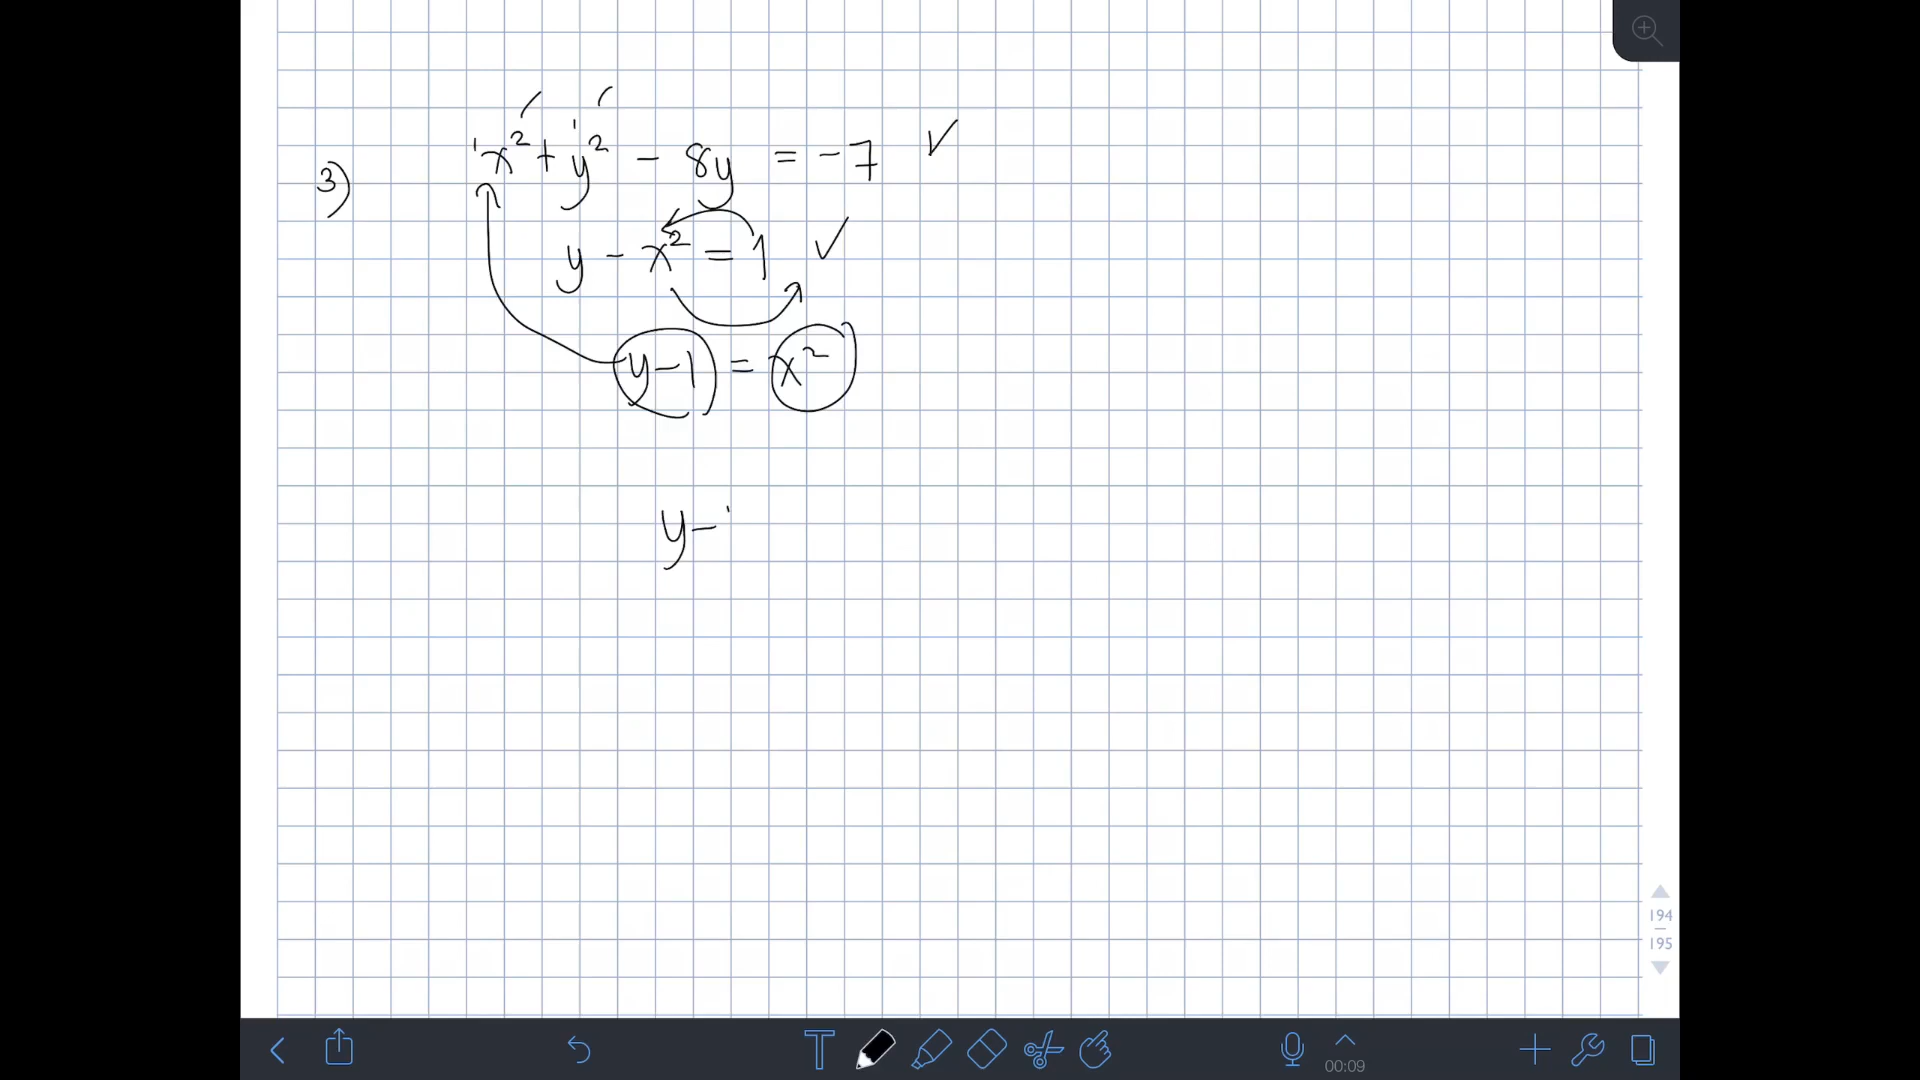 3)
x² + y² - 8y = -7 ✓
y - x² = 1 ✓
y-1 = x²
y-
194
195
T
00:09